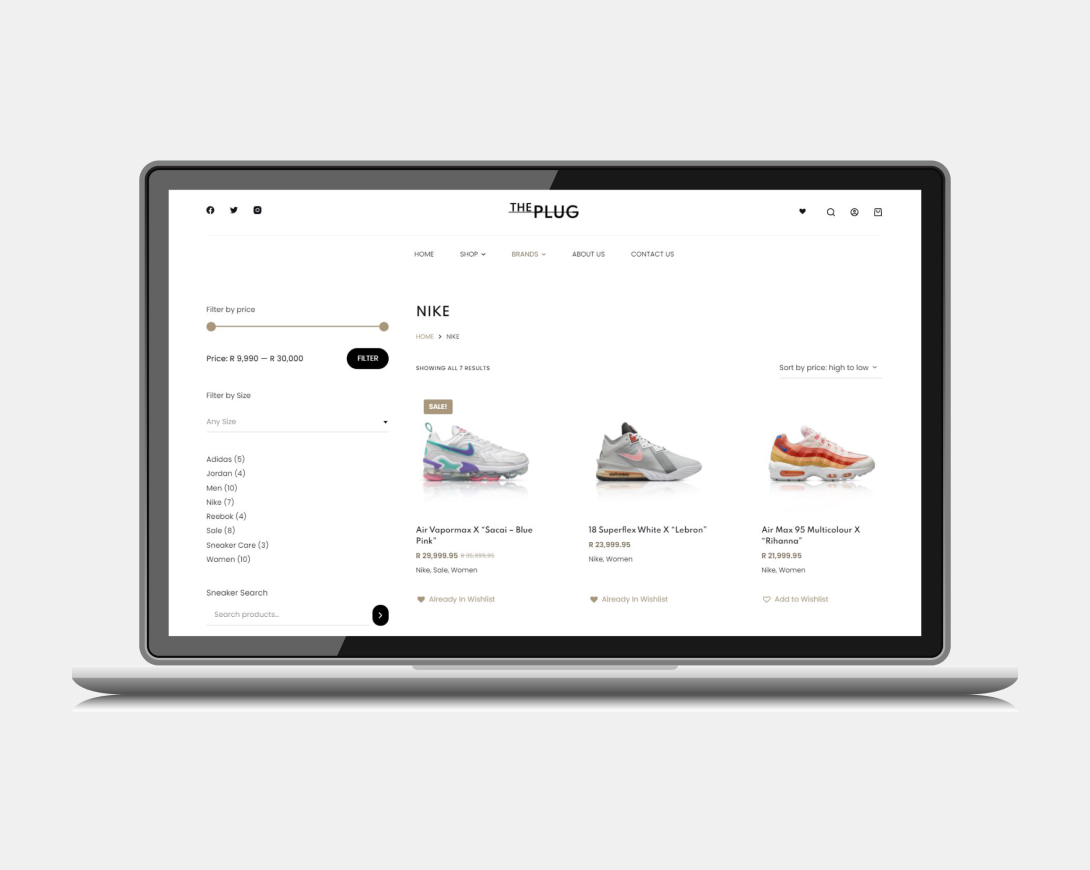 THE PLUG
HOME SHOP BRANDS ABOUT US CONTACT US
Filter by price
Price: R 9,990 — R 30,000 FILTER
Filter by Size
Any Size
Adidas (5)
Jordan (4)
Men (10)
Nike (7)
Reebok (4)
Sale (8)
Sneaker Care (3)
Women (10)
Sneaker Search
Search products...
NIKE
HOME > NIKE
SHOWING ALL 7 RESULTS
Sort by price: high to low
SALE!
Air Vapormax X “Sacai – Blue
Pink”
R 29,999.95
Nike, Sale, Women
Already In Wishlist
18 Superflex White X “Lebron”
R 23,999.95
Nike, Women
Already In Wishlist
Air Max 95 Multicolour X
“Rihanna”
R 21,999.95
Nike, Women
Add to Wishlist